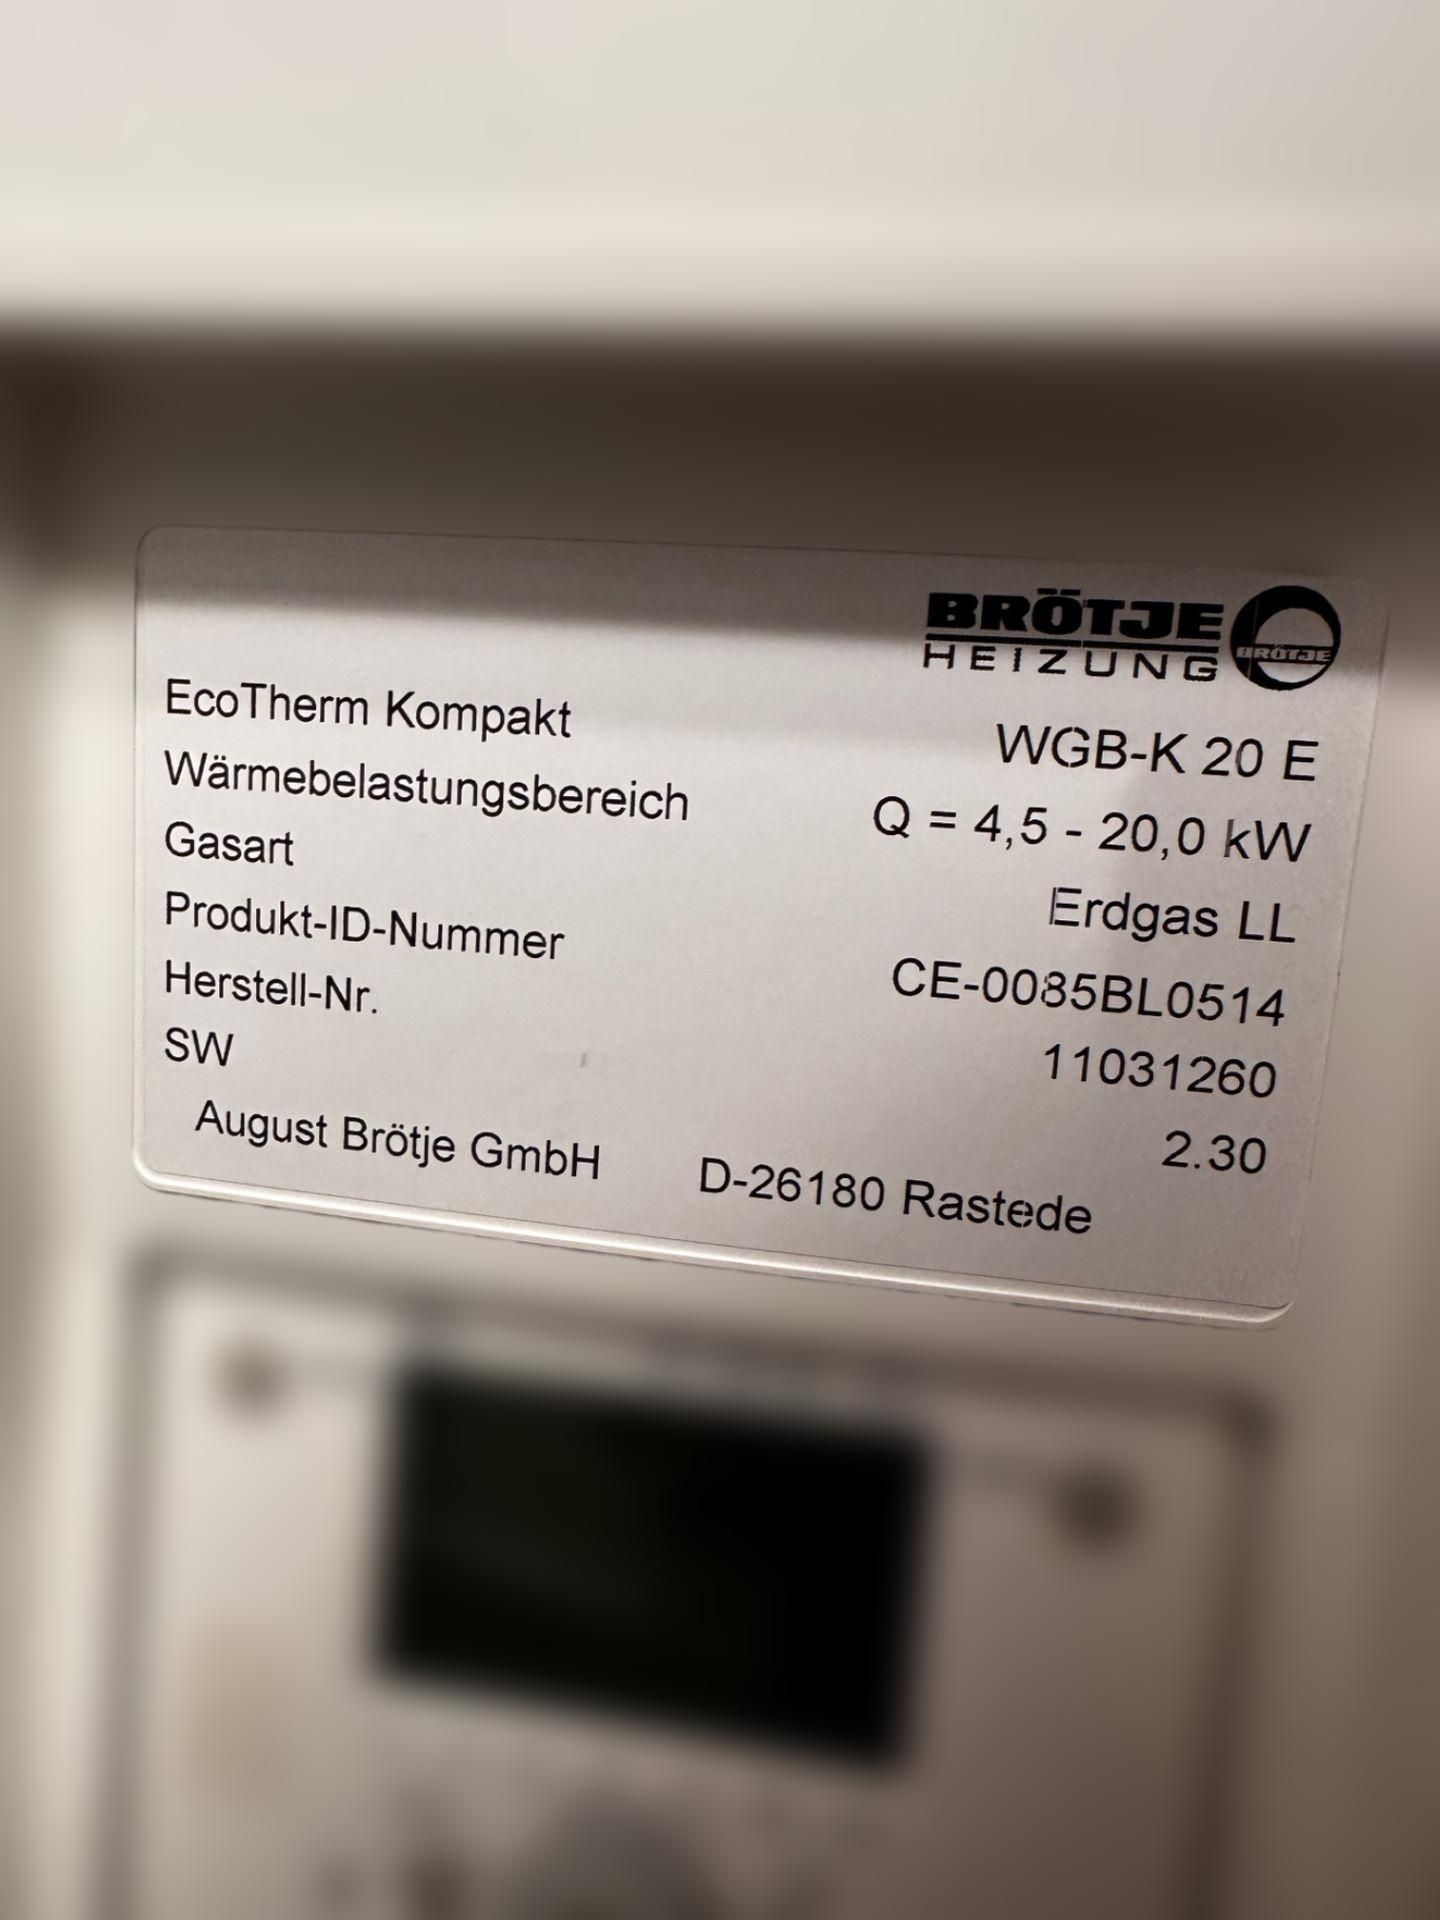 BRÖTJE
HEIZUNG
BRÖTJE
EcoTherm Kompakt WGB-K 20 E
Wärmebelastungsbereich Q = 4,5 - 20,0 kW
Gasart Erdgas LL
Produkt-ID-Nummer CE-0085BL0514
Herstell-Nr. 11031260
SW 2.30
August Brötje GmbH D-26180 Rastede